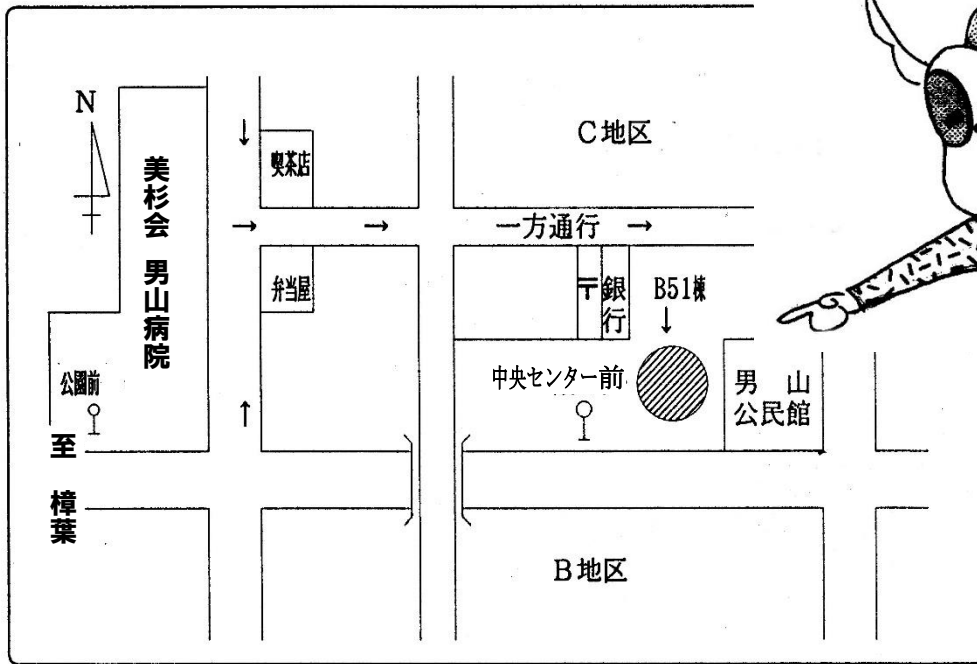 N
美杉会 男山病院
喫茶店
C地区
一方通行
弁当屋
〒
銀行
B51棟
公園前
中央センター前
男山
公民館
至 樟葉
B地区